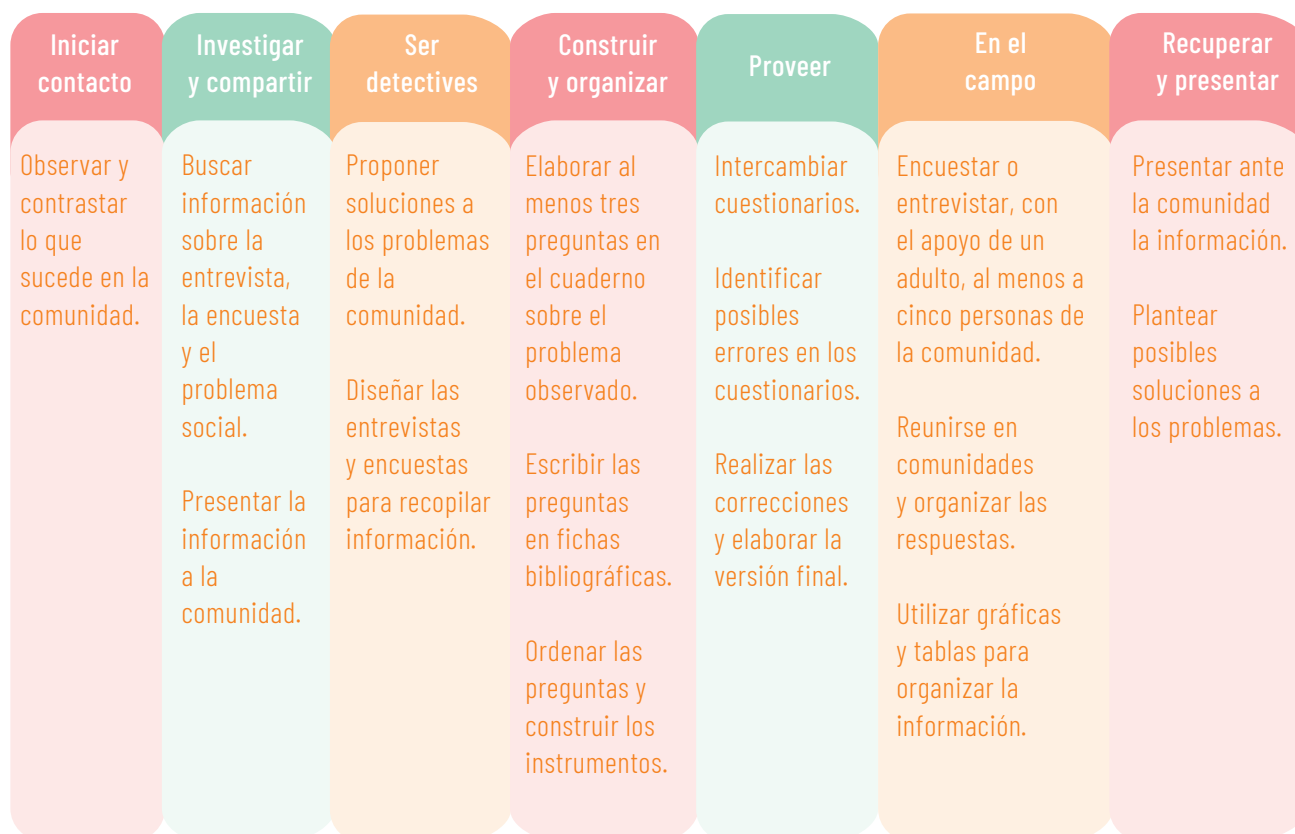 Iniciar
contacto
Observar y
contrastar
lo que
sucede en la
comunidad.
Investigar
y compartir
Buscar
información
sobre la
entrevista,
la encuesta
y el
problema
social.
Presentar la
información
a la
comunidad.
Ser
detectives
Proponer
soluciones a
los problemas
de la
comunidad.
Diseñar las
entrevistas
y encuestas
para recopilar
información.
Construir
y organizar
Elaborar al
menos tres
preguntas en
el cuaderno
sobre el
problema
observado.
Escribir las
preguntas
en fichas
bibliográficas.
Ordenar las
preguntas y
construir los
instrumentos.
Proveer
Intercambiar
cuestionarios.
Identificar
posibles
errores en los
cuestionarios.
Realizar las
correcciones
y elaborar la
versión final.
En el
campo
Encuestar o
entrevistar, con
el apoyo de un
adulto, al menos a
cinco personas de
la comunidad.
Reunirse en
comunidades
y organizar las
respuestas.
Utilizar gráficas
y tablas para
organizar la
información.
Recuperar
y presentar
Presentar ante
la comunidad
la información.
Plantear
posibles
soluciones a
los problemas.